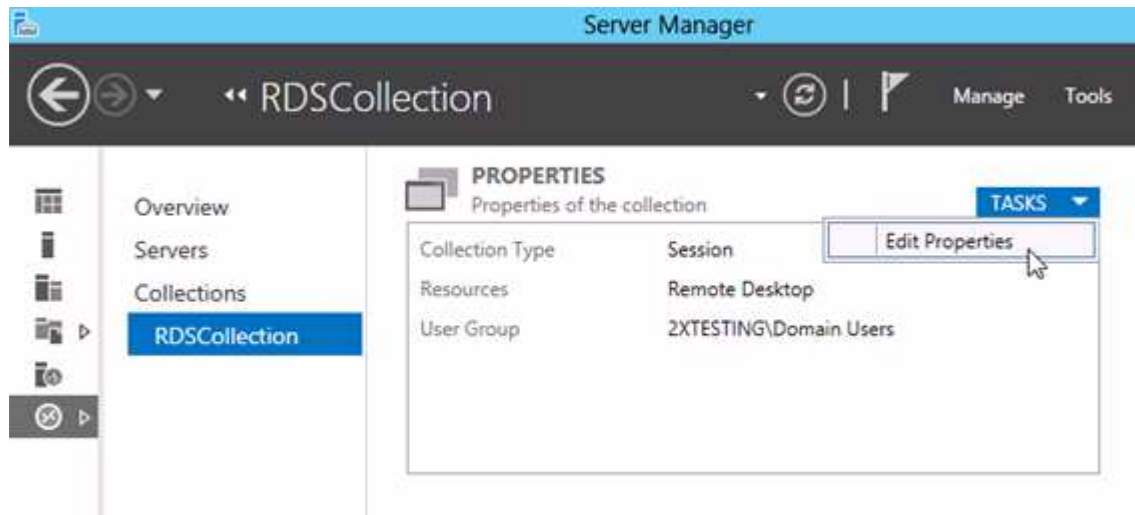 Server Manager
RDSCollection
Manage Tools
Overview
Servers
Collections
RDSCollection
PROPERTIES
Properties of the collection
TASKS
Edit Properties
Collection Type Session
Resources Remote Desktop
User Group 2XTESTING\Domain Users